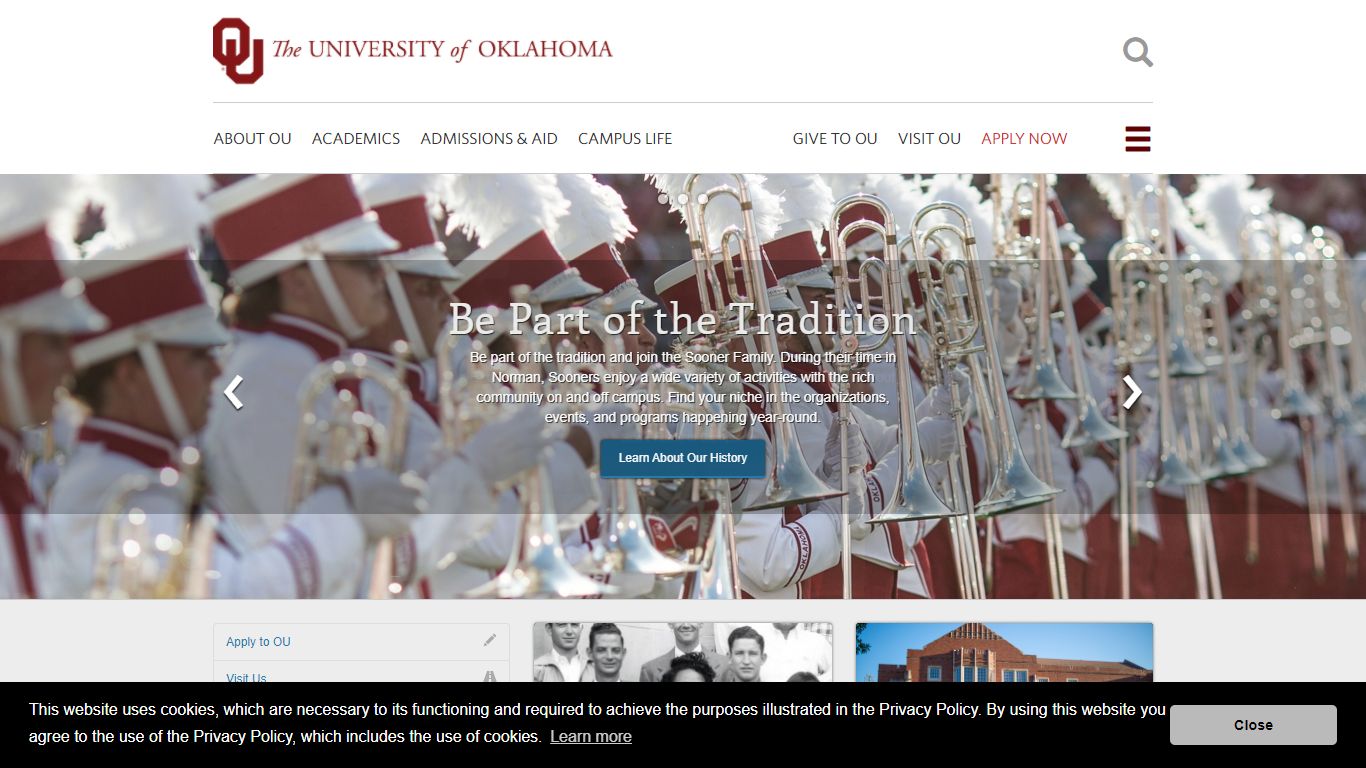 OU The UNIVERSITY of OKLAHOMA
ABOUT OU ACADEMICS ADMISSIONS & AID CAMPUS LIFE GIVE TO OU VISIT OU APPLY NOW
Be Part of the Tradition
Be part of the tradition and join the Sooner Family. During their time in
Norman, Sooners enjoy a wide variety of activities with the rich
community on and off campus. Find your niche in the organizations,
events, and programs happening year-round.
Learn About Our History
OKLAHOMA
Apply to OU
Visit Us
This website uses cookies, which are necessary to its functioning and required to achieve the purposes illustrated in the Privacy Policy. By using this website you
agree to the use of the Privacy Policy, which includes the use of cookies. Learn more
Close